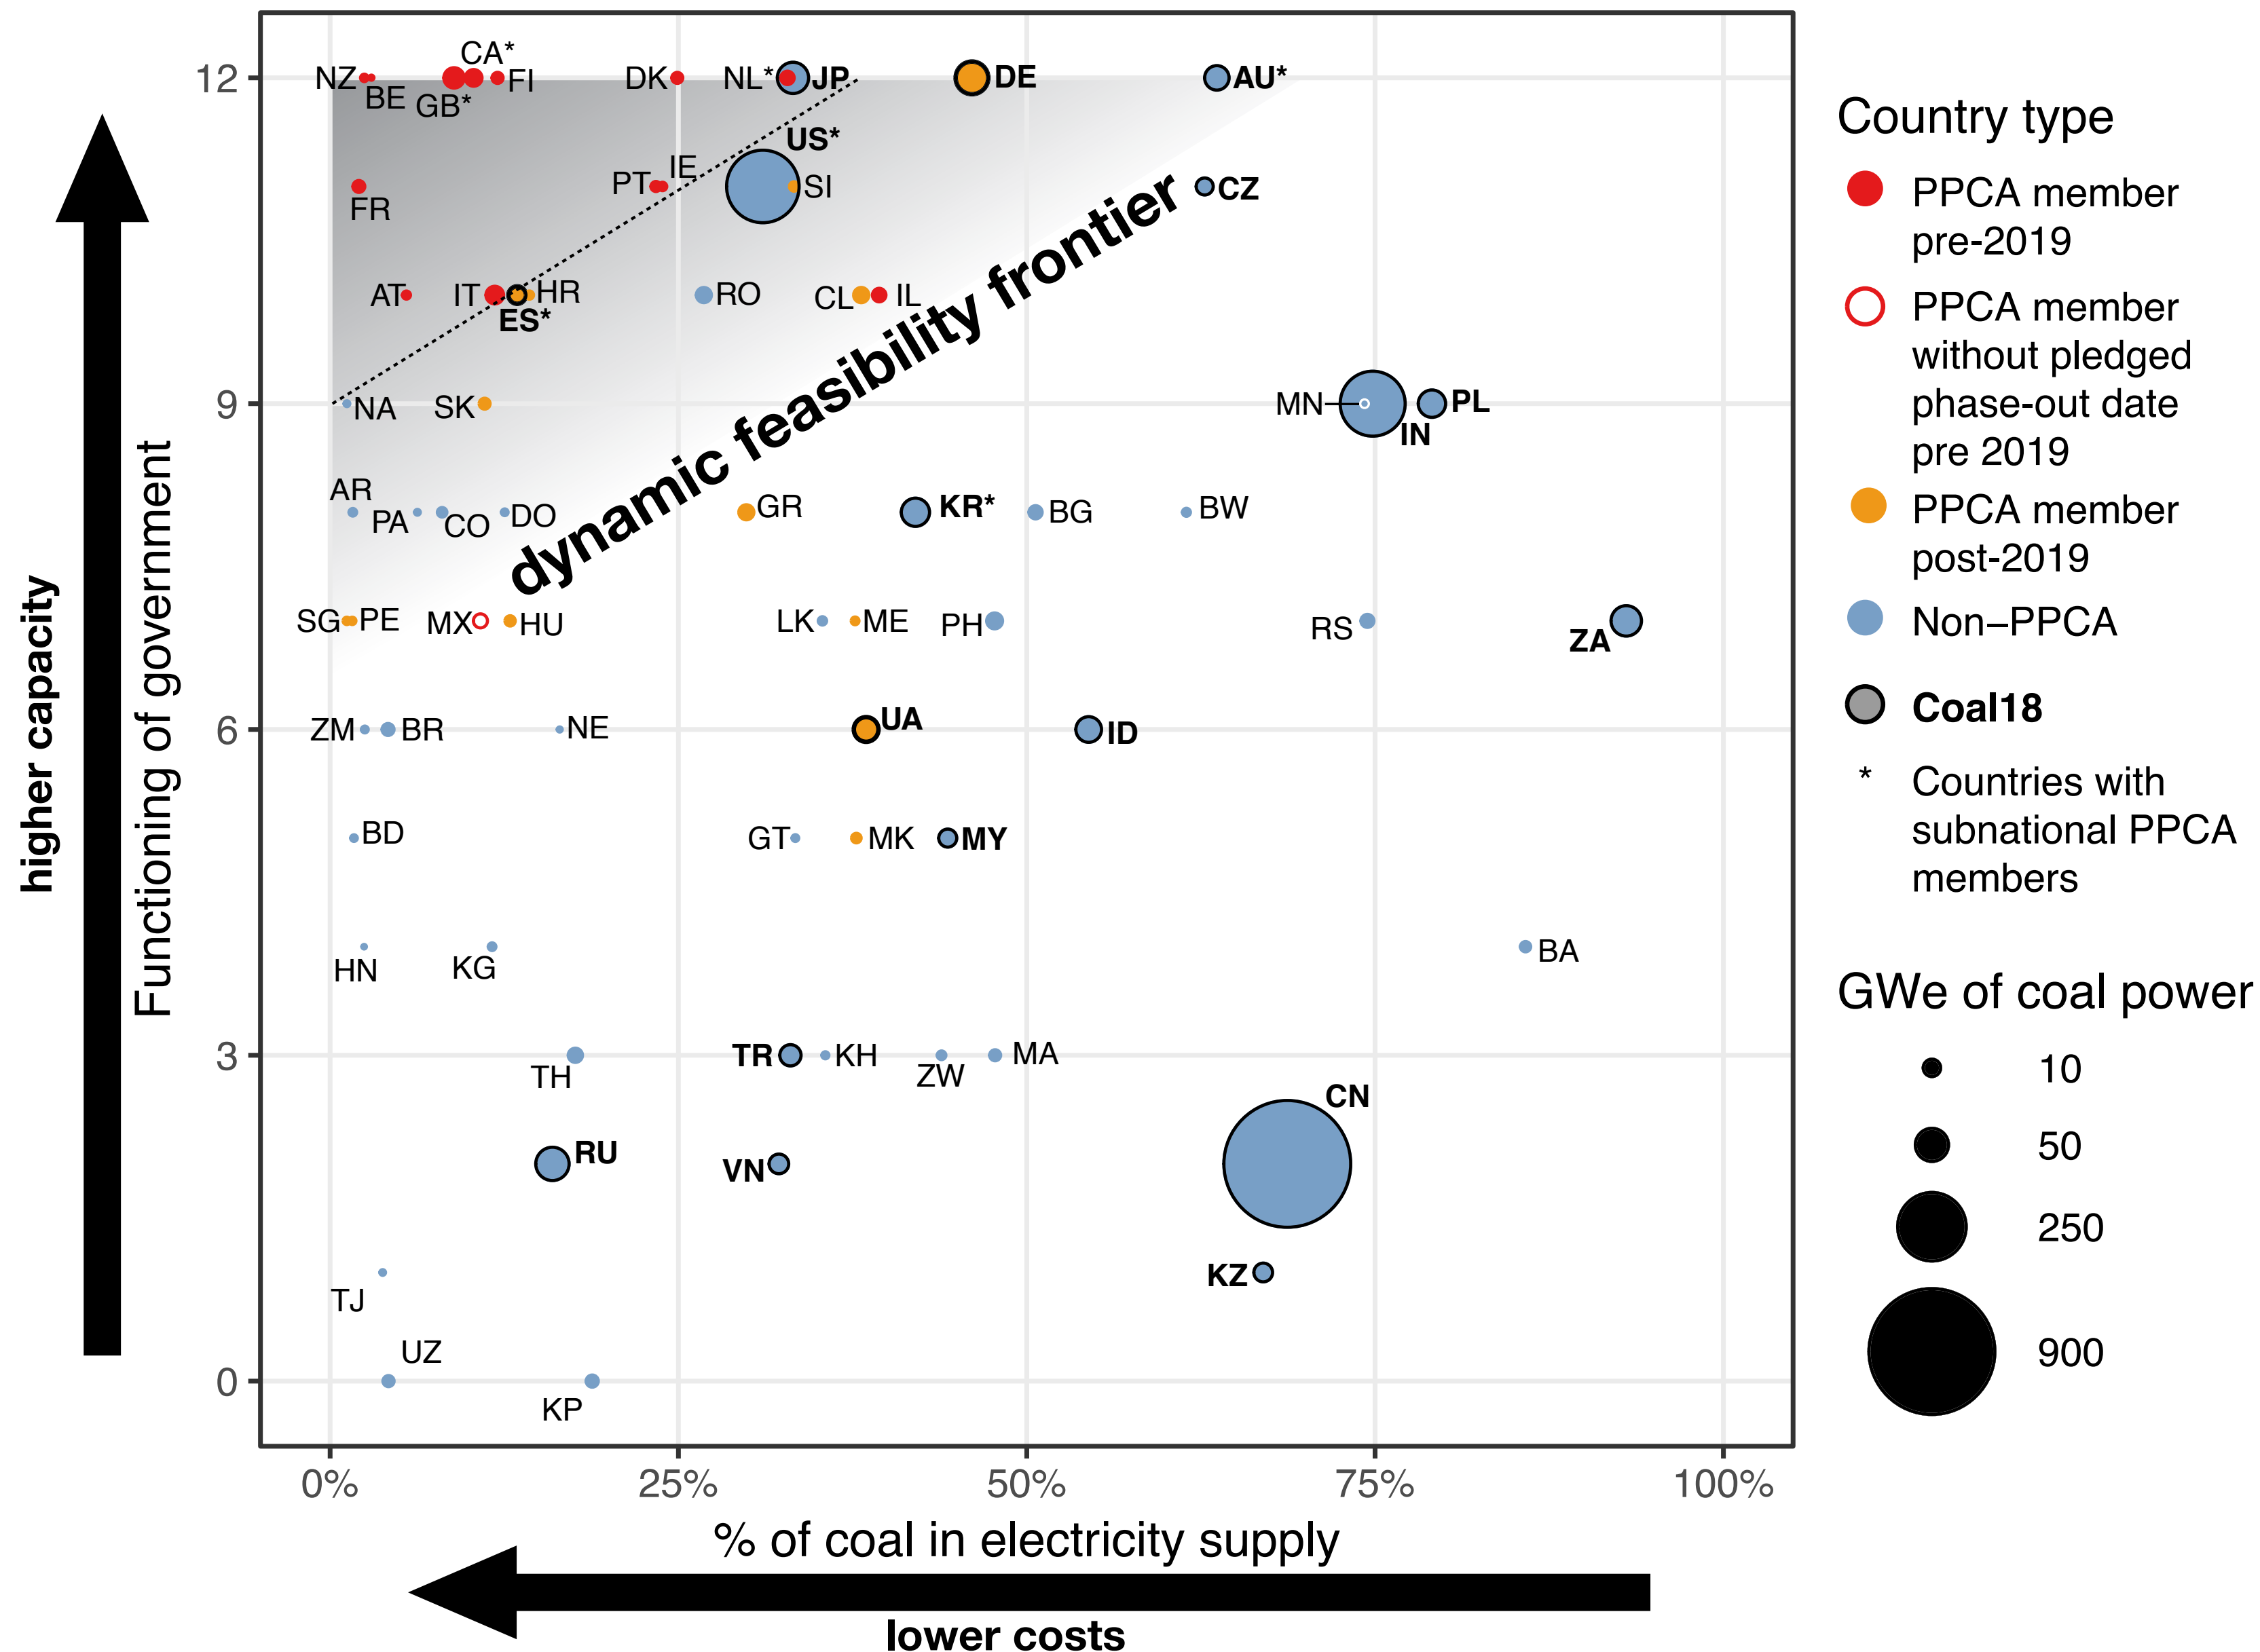 12
NZ
BE
CA*
GB*
FI
DK
NL*
JP
DE
AU*
US*
FR
PT
IE
SI
CZ
AT
IT
ES*
HR
RO
CL
IL
dynamic feasibility frontier
9
NA
SK
MN
IN
PL
AR
PA
CO
DO
GR
KR*
BG
BW
SG
PE
MX
HU
LK
ME
PH
RS
ZA
6
ZM
BR
NE
UA
ID
BD
GT
MK
MY
HN
KG
BA
3
TH
TR
KH
ZW
MA
CN
RU
VN
KZ
TJ
UZ
0
KP
0%
25%
50%
75%
100%
% of coal in electricity supply
lower costs
higher capacity
Functioning of government
Country type
PPCA member
pre-2019
PPCA member
without pledged
phase-out date
pre 2019
PPCA member
post-2019
Non–PPCA
Coal18
* Countries with
subnational PPCA
members
GWe of coal power
10
50
250
900